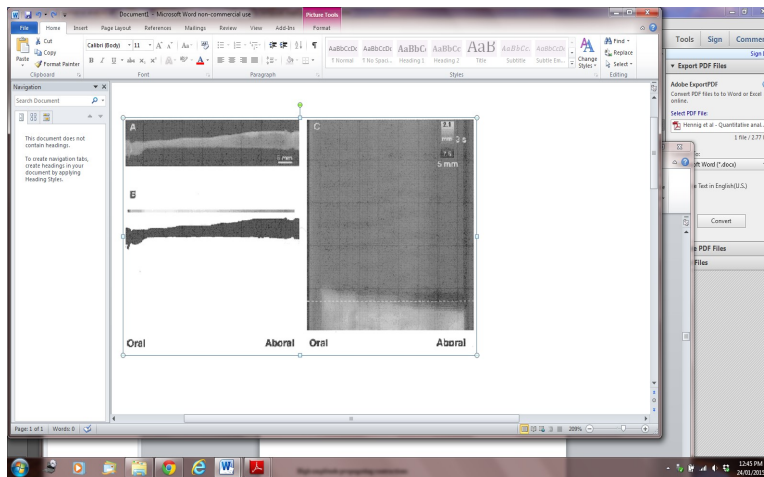 Document1 - Microsoft Word non-commercial use
Picture Tools
File Home Insert Page Layout References Mailings Review View Add-Ins Format
Cut
Copy
Format Painter
Paste
Clipboard
Calibri (Body) 11
Font
Paragraph
AaBbCcDc AaBbCcDc AaBbCc AaBbCc AaB AaBbCc. AaBbCcDc
¶ Normal ¶ No Spaci... Heading 1 Heading 2 Title Subtitle Subtle Em...
Change Styles
Styles
Find
Replace
Select
Editing
Navigation
Search Document
This document does not
contain headings.
To create navigation tabs,
create headings in your
document by applying
Heading Styles.
A
5 mm
B
Oral Aboral
C
3 s
5 mm
Oral Aboral
Page: 1 of 1 Words: 0
209%
Tools Sign Commen
Sign I
Export PDF Files
Adobe ExportPDF
Convert PDF files to Word or Excel
online.
Select PDF File:
Hennig et al - Quantitative anal...
1 file / 2.77
oft Word (*.docx)
e Text in English(U.S.)
Convert
PDF Files
Files
12:45 PM
24/01/2015